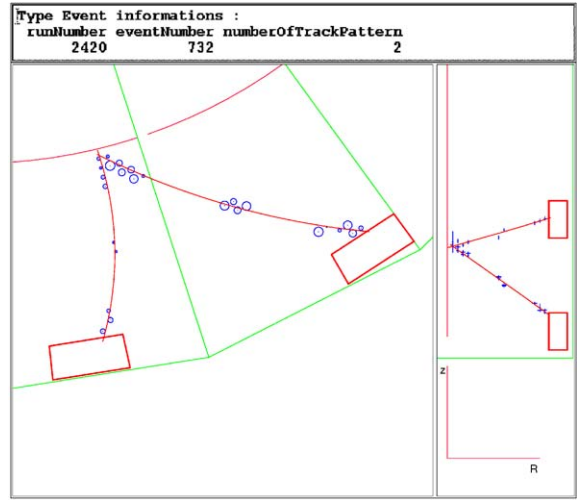 Type Event informations :
runNumber eventNumber numberOfTrackPattern
2420 732 2
z
R